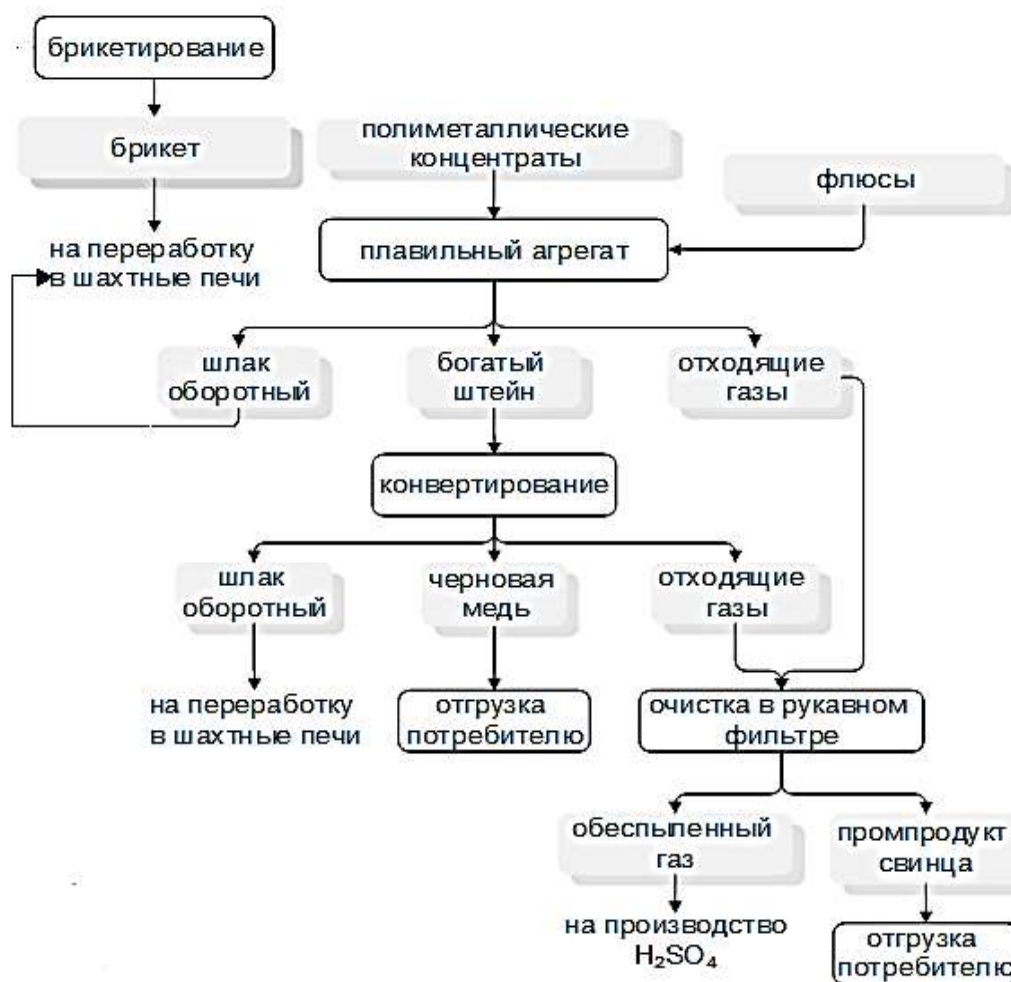 брикетирование
брикет
на переработку
в шахтные печи
полиметаллические
концентраты
флюсы
плавильный агрегат
шлак
оборотный
богатый
штейн
отходящие
газы
конвертирование
шлак
оборотный
черновая
медь
отходящие
газы
на переработку
в шахтные печи
отгрузка
потребителю
очистка в рукавном
фильтре
обеспыпенный
газ
промпродукт
свинца
на производство
H₂SO₄
отгрузка
потребителю